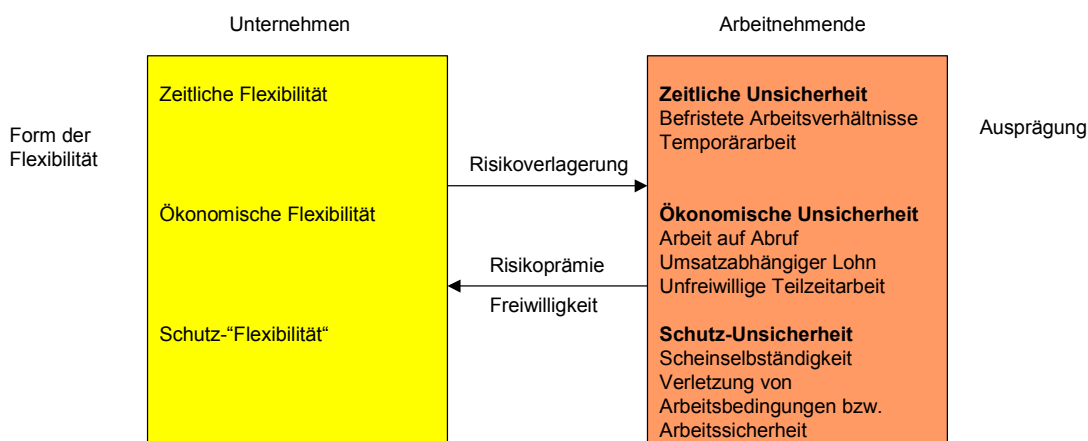 Unternehmen
Arbeitnehmende
Form der
Flexibilität
Zeitliche Flexibilität
Ökonomische Flexibilität
Schutz-“Flexibilität“
Risikoverlagerung
Risikoprämie
Freiwilligkeit
Zeitliche Unsicherheit
Befristete Arbeitsverhältnisse
Temporärarbeit
Ökonomische Unsicherheit
Arbeit auf Abruf
Umsatzabhängiger Lohn
Unfreiwillige Teilzeitarbeit
Schutz-Unsicherheit
Scheinselbständigkeit
Verletzung von
Arbeitsbedingungen bzw.
Arbeitssicherheit
Ausprägung